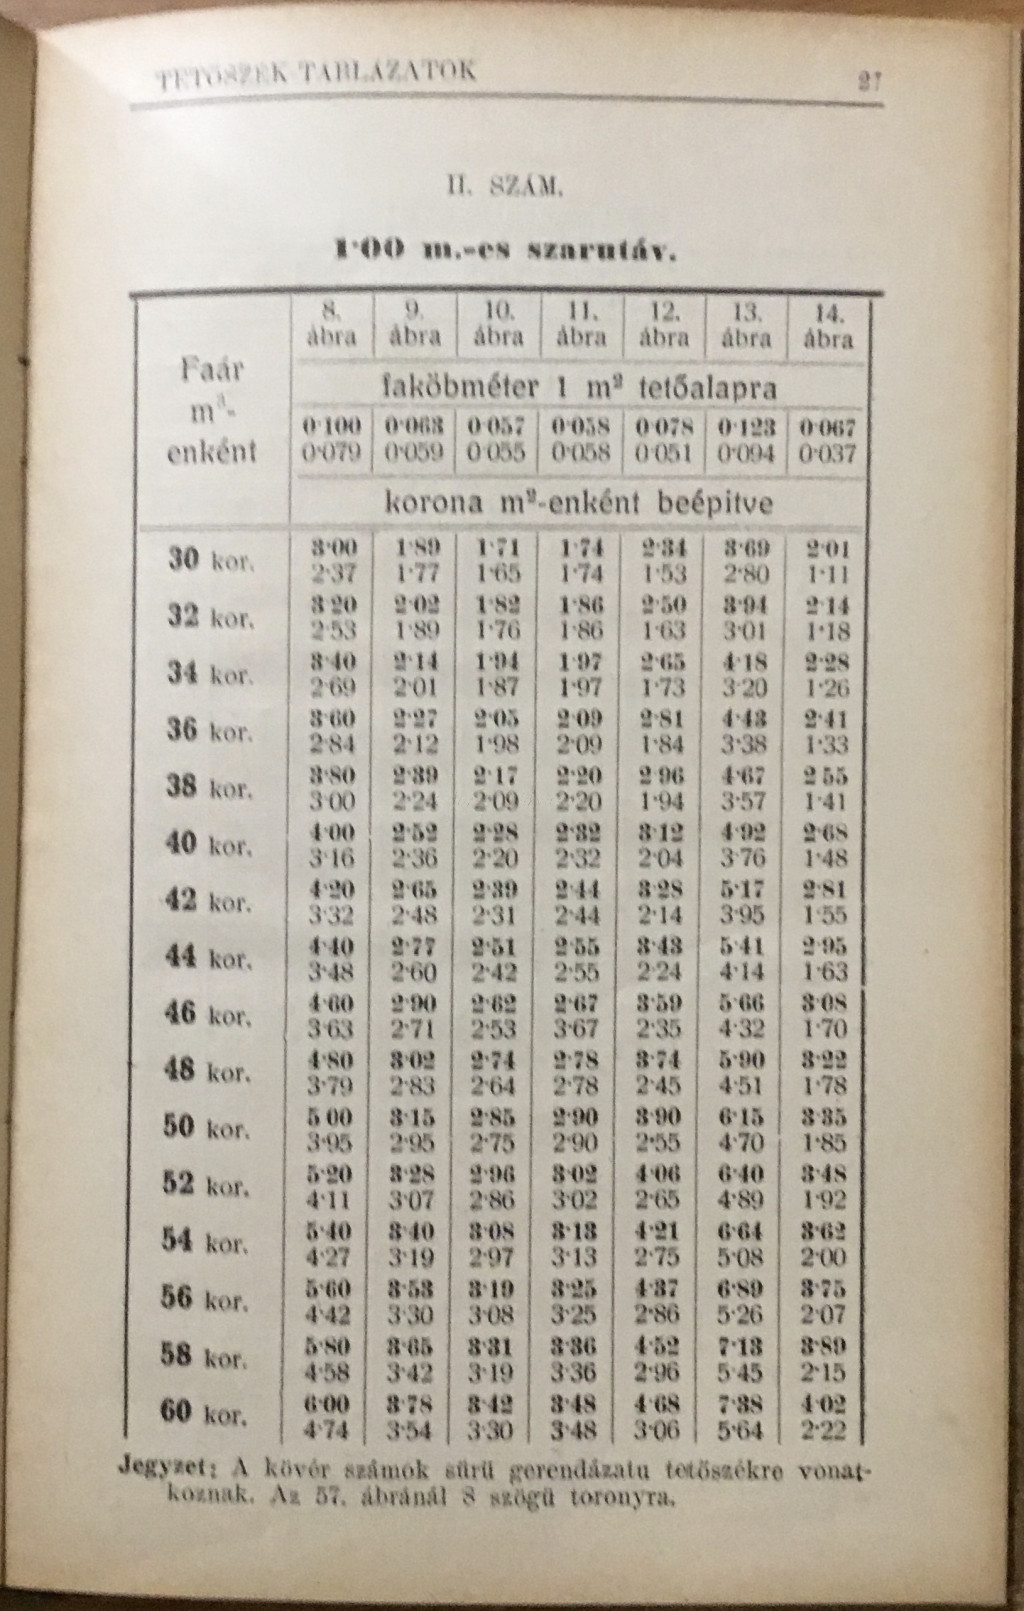 TETŐSZÉK TÁBLÁZATOK 27
II. SZÁM.
1·00 m.-es szarutáv.
Faár m³-enként
8. ábra 9. ábra 10. ábra 11. ábra 12. ábra 13. ábra 14. ábra
faköbméter 1 m² tetőalapra
0·100 0·063 0·057 0·058 0·078 0·123 0·067
0·079 0·059 0·055 0·058 0·051 0·094 0·037
korona m²-enként beépitve
30 kor. 3·00 1·89 1·71 1·74 2·34 3·69 2·01
2·37 1·77 1·65 1·74 1·53 2·80 1·11
32 kor. 3·20 2·02 1·82 1·86 2·50 3·94 2·14
2·53 1·89 1·76 1·86 1·63 3·01 1·18
34 kor. 3·40 2·14 1·94 1·97 2·65 4·18 2·28
2·69 2·01 1·87 1·97 1·73 3·20 1·26
36 kor. 3·60 2·27 2·05 2·09 2·81 4·43 2·41
2·84 2·12 1·98 2·09 1·84 3·38 1·33
38 kor. 3·80 2·39 2·17 2·20 2·96 4·67 2·55
3·00 2·24 2·09 2·20 1·94 3·57 1·41
40 kor. 4·00 2·52 2·28 2·32 3·12 4·92 2·68
3·16 2·36 2·20 2·32 2·04 3·76 1·48
42 kor. 4·20 2·65 2·39 2·44 3·28 5·17 2·81
3·32 2·48 2·31 2·44 2·14 3·95 1·55
44 kor. 4·40 2·77 2·51 2·55 3·43 5·41 2·95
3·48 2·60 2·42 2·55 2·24 4·14 1·63
46 kor. 4·60 2·90 2·62 2·67 3·59 5·66 3·08
3·63 2·71 2·53 3·67 2·35 4·32 1·70
48 kor. 4·80 3·02 2·74 2·78 3·74 5·90 3·22
3·79 2·83 2·64 2·78 2·45 4·51 1·78
50 kor. 5·00 3·15 2·85 2·90 3·90 6·15 3·35
3·95 2·95 2·75 2·90 2·55 4·70 1·85
52 kor. 5·20 3·28 2·96 3·02 4·06 6·40 3·48
4·11 3·07 2·86 3·02 2·65 4·89 1·92
54 kor. 5·40 3·40 3·08 3·13 4·21 6·64 3·62
4·27 3·19 2·97 3·13 2·75 5·08 2·00
56 kor. 5·60 3·53 3·19 3·25 4·37 6·89 3·75
4·42 3·30 3·08 3·25 2·86 5·26 2·07
58 kor. 5·80 3·65 3·31 3·36 4·52 7·13 3·89
4·58 3·42 3·19 3·36 2·96 5·45 2·15
60 kor. 6·00 3·78 3·42 3·48 4·68 7·38 4·02
4·74 3·54 3·30 3·48 3·06 5·64 2·22
Jegyzet: A kövér számok sűrű gerendázatu tetőszékre vonat-
koznak. Az 57. ábránál 8 szögű toronyra.